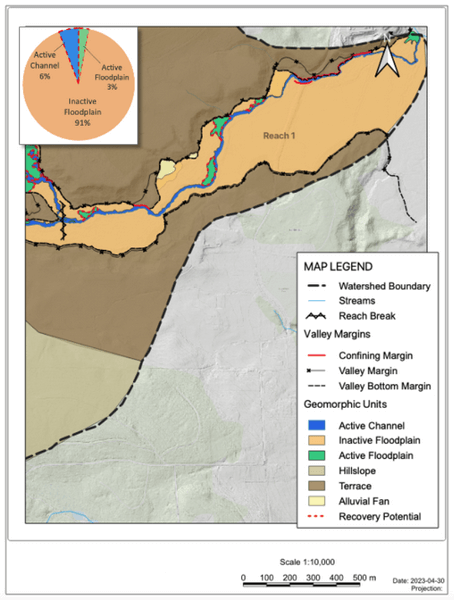 Active
Channel
6%
Active
Floodplain
3%
Inactive
Floodplain
91%
Reach 1
MAP LEGEND
Watershed Boundary
Streams
Reach Break
Valley Margins
Confining Margin
Valley Margin
Valley Bottom Margin
Geomorphic Units
Active Channel
Inactive Floodplain
Active Floodplain
Hillslope
Terrace
Alluvial Fan
Recovery Potential
Scale 1:10,000
0 100 200 300 400 500 m
Date: 2023-04-30
Projection: